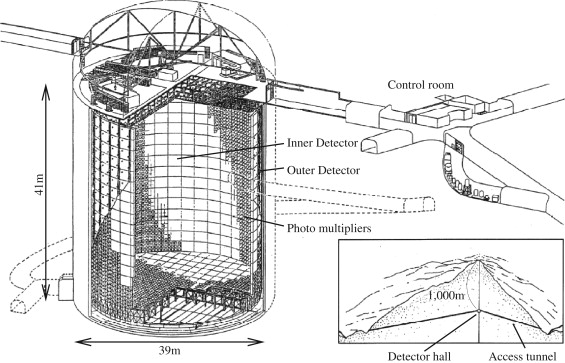 Control room
Inner Detector
Outer Detector
41m
Photo multipliers
1,000m
39m
Detector hall
Access tunnel